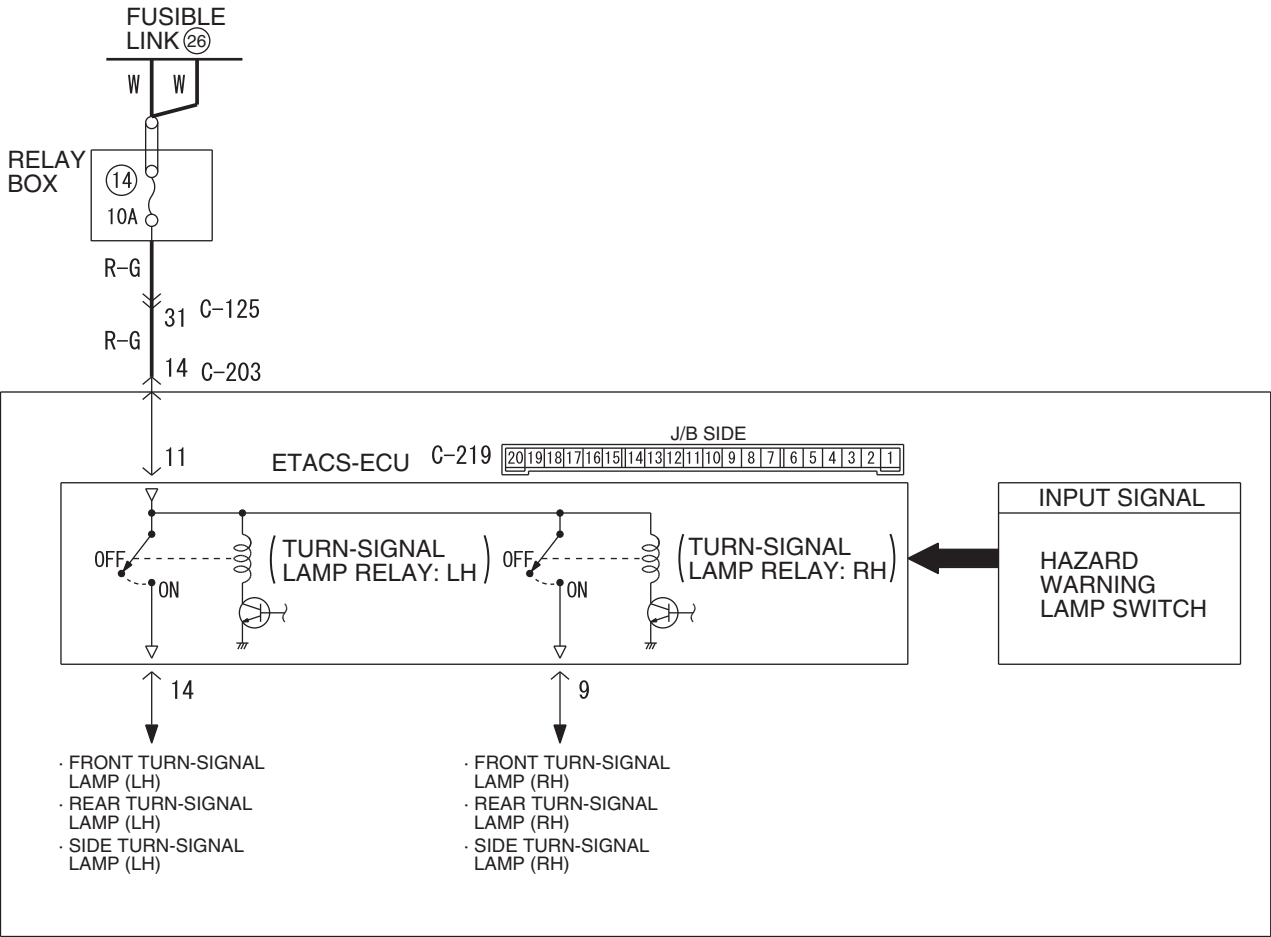 FUSIBLE
LINK 26
W W
RELAY
BOX
14
10A
R-G
31 C-125
R-G
14 C-203
11
ETACS-ECU
C-219
J/B SIDE
20 19 18 17 16 15 14 13 12 11 10 9 8 7 6 5 4 3 2 1
OFF
ON
(TURN-SIGNAL
LAMP RELAY: LH)
OFF
ON
(TURN-SIGNAL
LAMP RELAY: RH)
INPUT SIGNAL
HAZARD
WARNING
LAMP SWITCH
14
9
· FRONT TURN-SIGNAL
LAMP (LH)
· REAR TURN-SIGNAL
LAMP (LH)
· SIDE TURN-SIGNAL
LAMP (LH)
· FRONT TURN-SIGNAL
LAMP (RH)
· REAR TURN-SIGNAL
LAMP (RH)
· SIDE TURN-SIGNAL
LAMP (RH)